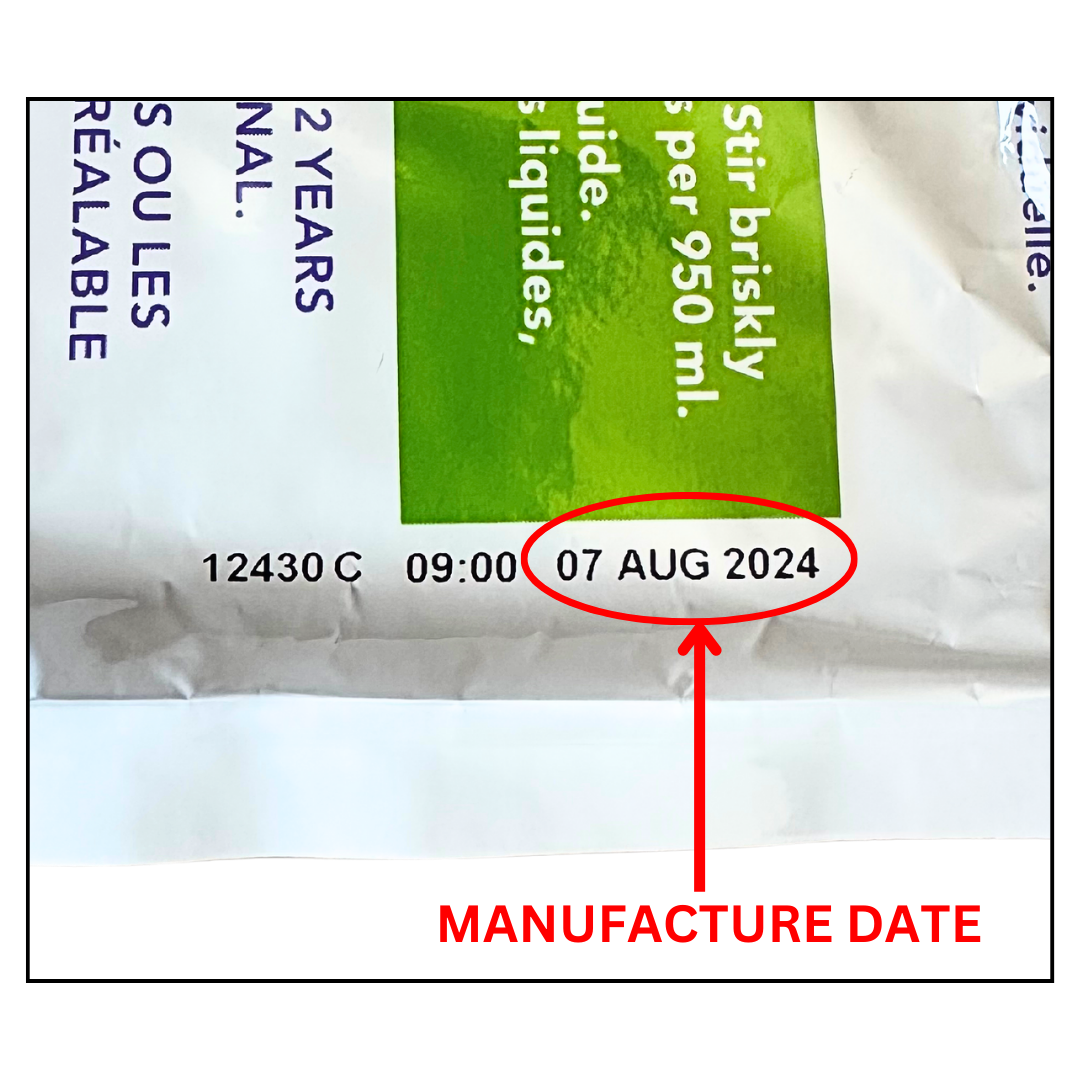 Stir briskly
s per 950 ml.
uide.
s liquides,
2 YEARS
NAL.
S OU LES
RÉALABLE
12430 C 09:00 07 AUG 2024
MANUFACTURE DATE